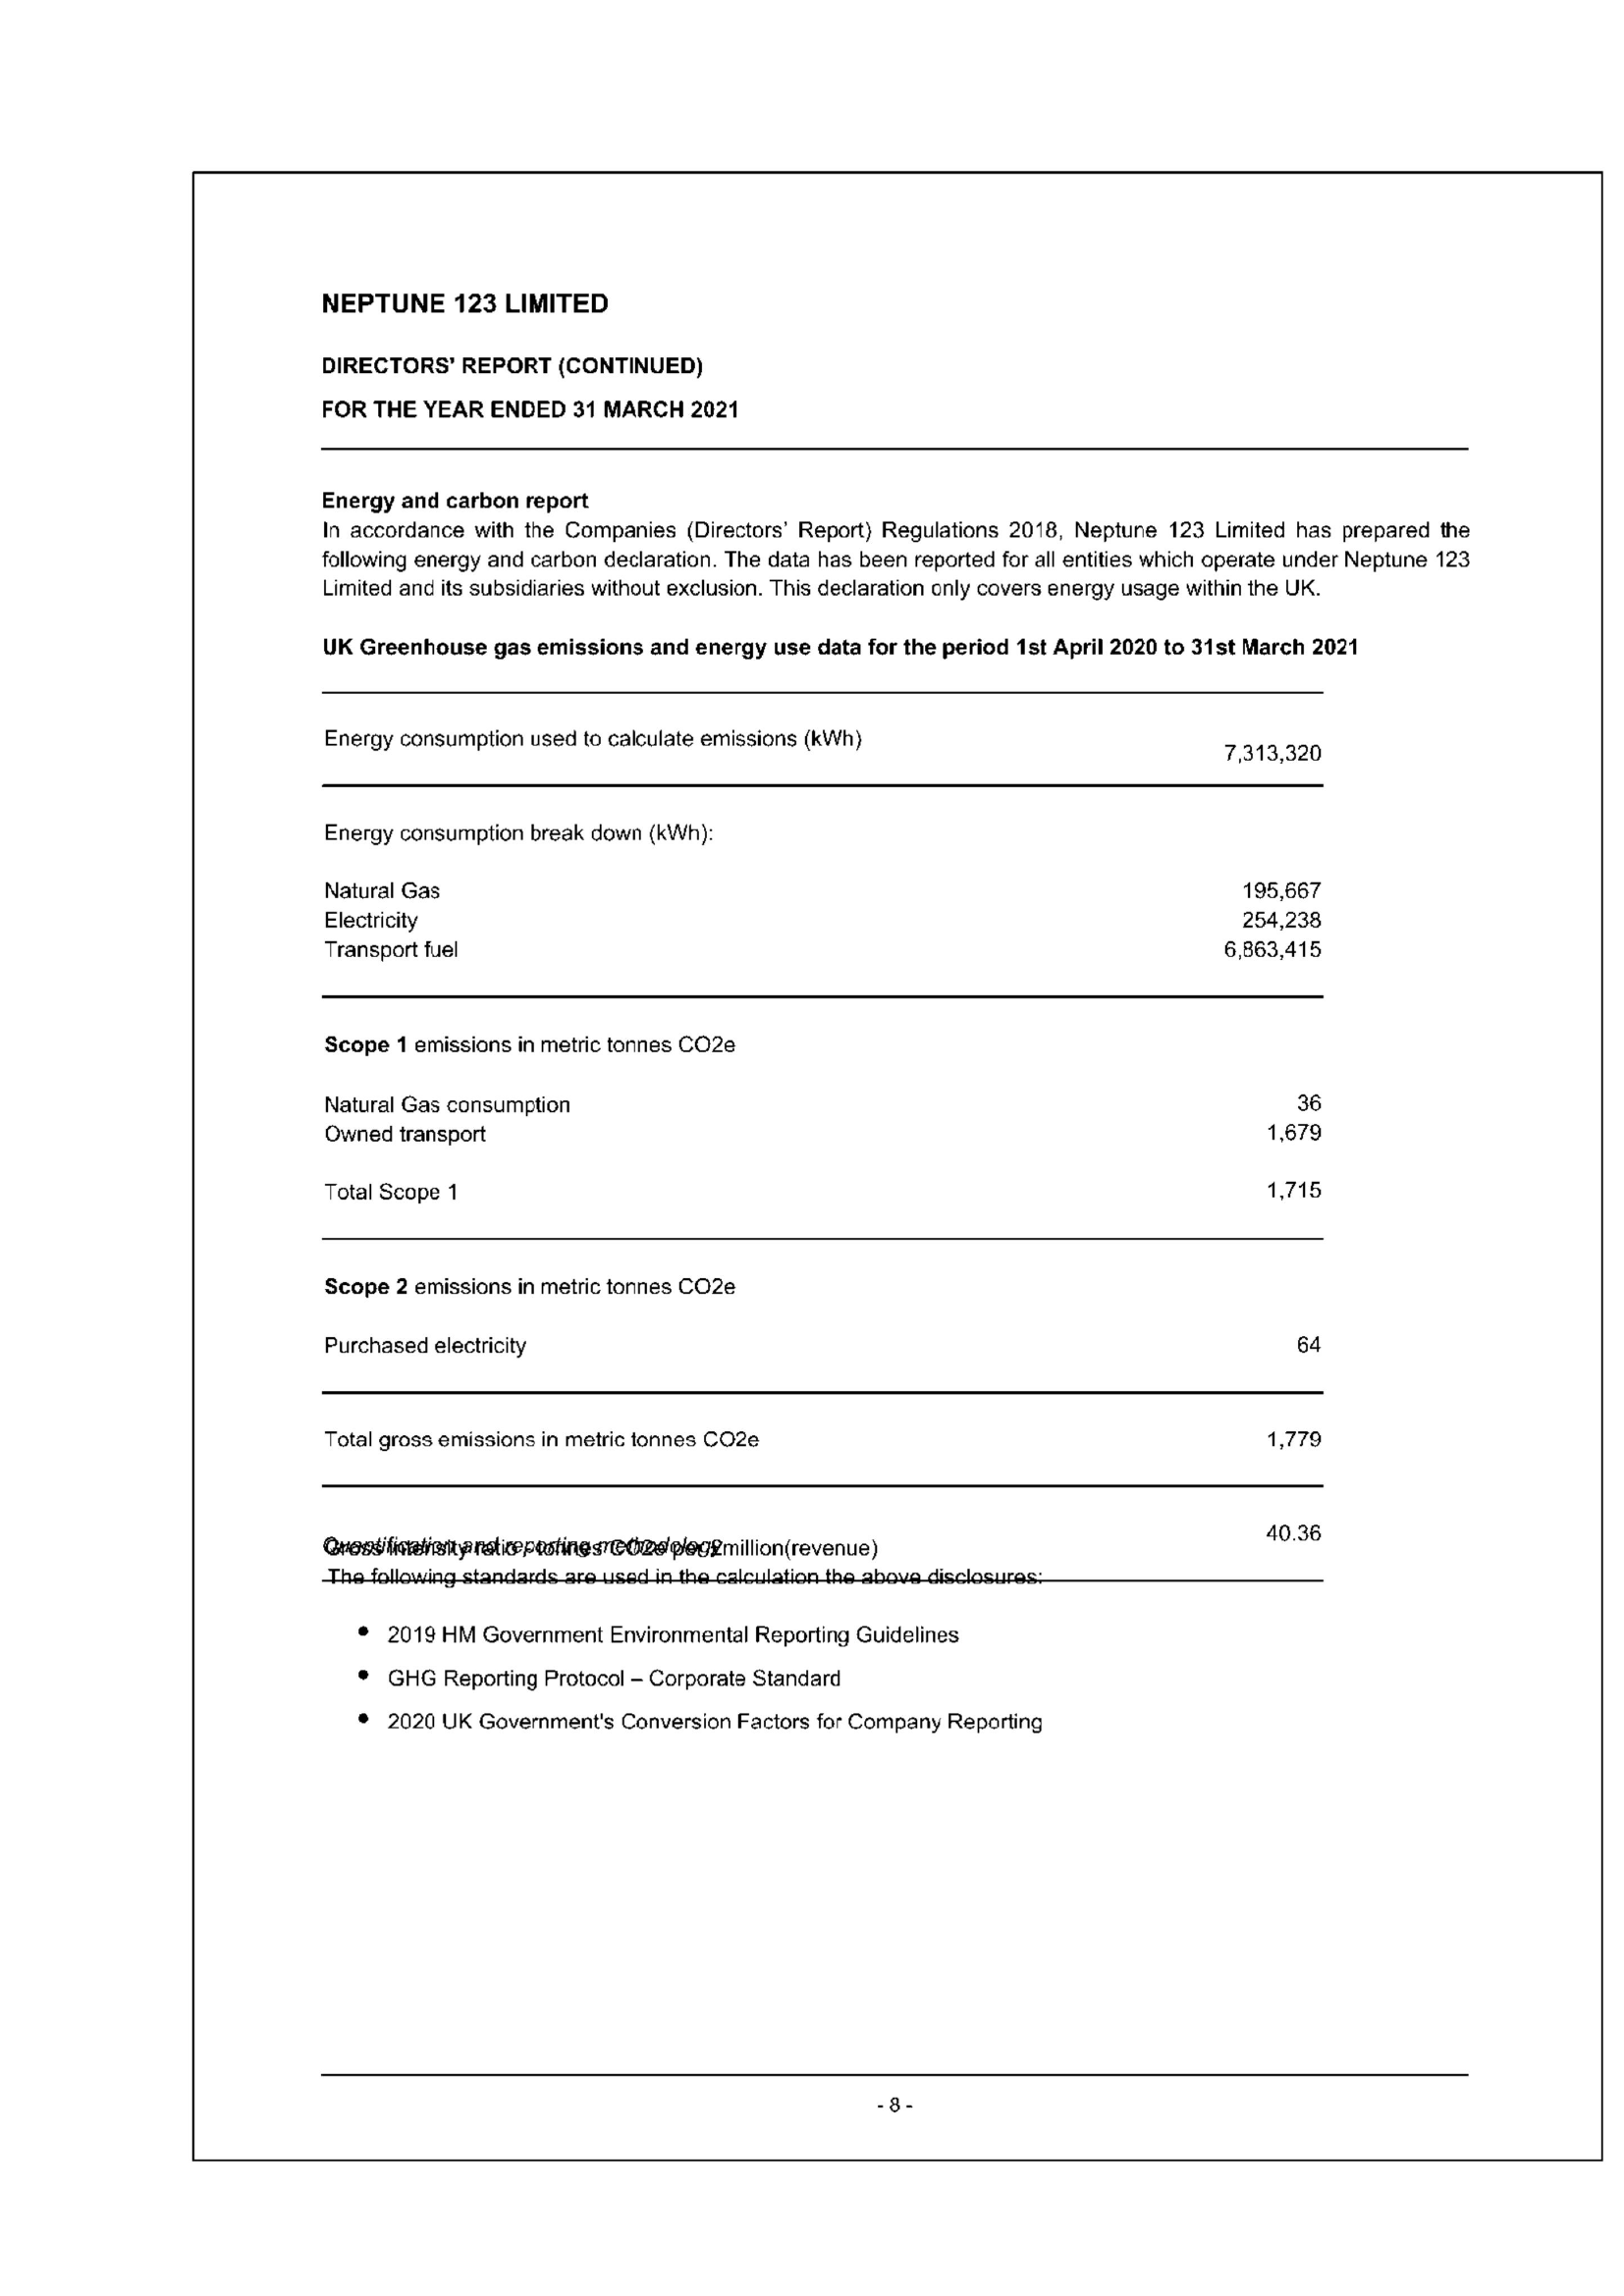 NEPTUNE 123 LIMITED
DIRECTORS' REPORT (CONTINUED)
FOR THE YEAR ENDED 31 MARCH 2021
Energy and carbon report
In accordance with the Companies (Directors' Report) Regulations 2018, Neptune 123 Limited has prepared the
following energy and carbon declaration. The data has been reported for all entities which operate under Neptune 123
Limited and its subsidiaries without exclusion. This declaration only covers energy usage within the UK.
UK Greenhouse gas emissions and energy use data for the period 1st April 2020 to 31st March 2021
Energy consumption used to calculate emissions (kWh) 7,313,320
Energy consumption break down (kWh):
Natural Gas 195,667
Electricity 254,238
Transport fuel 6,863,415
Scope 1 emissions in metric tonnes CO2e
Natural Gas consumption 36
Owned transport 1,679
Total Scope 1 1,715
Scope 2 emissions in metric tonnes CO2e
Purchased electricity 64
Total gross emissions in metric tonnes CO2e 1,779
Quantification and reporting methodology
Gross intensity ratio - tonnes CO2e per £million(revenue) 40.36
The following standards are used in the calculation the above disclosures:
• 2019 HM Government Environmental Reporting Guidelines
• GHG Reporting Protocol – Corporate Standard
• 2020 UK Government's Conversion Factors for Company Reporting
- 8 -